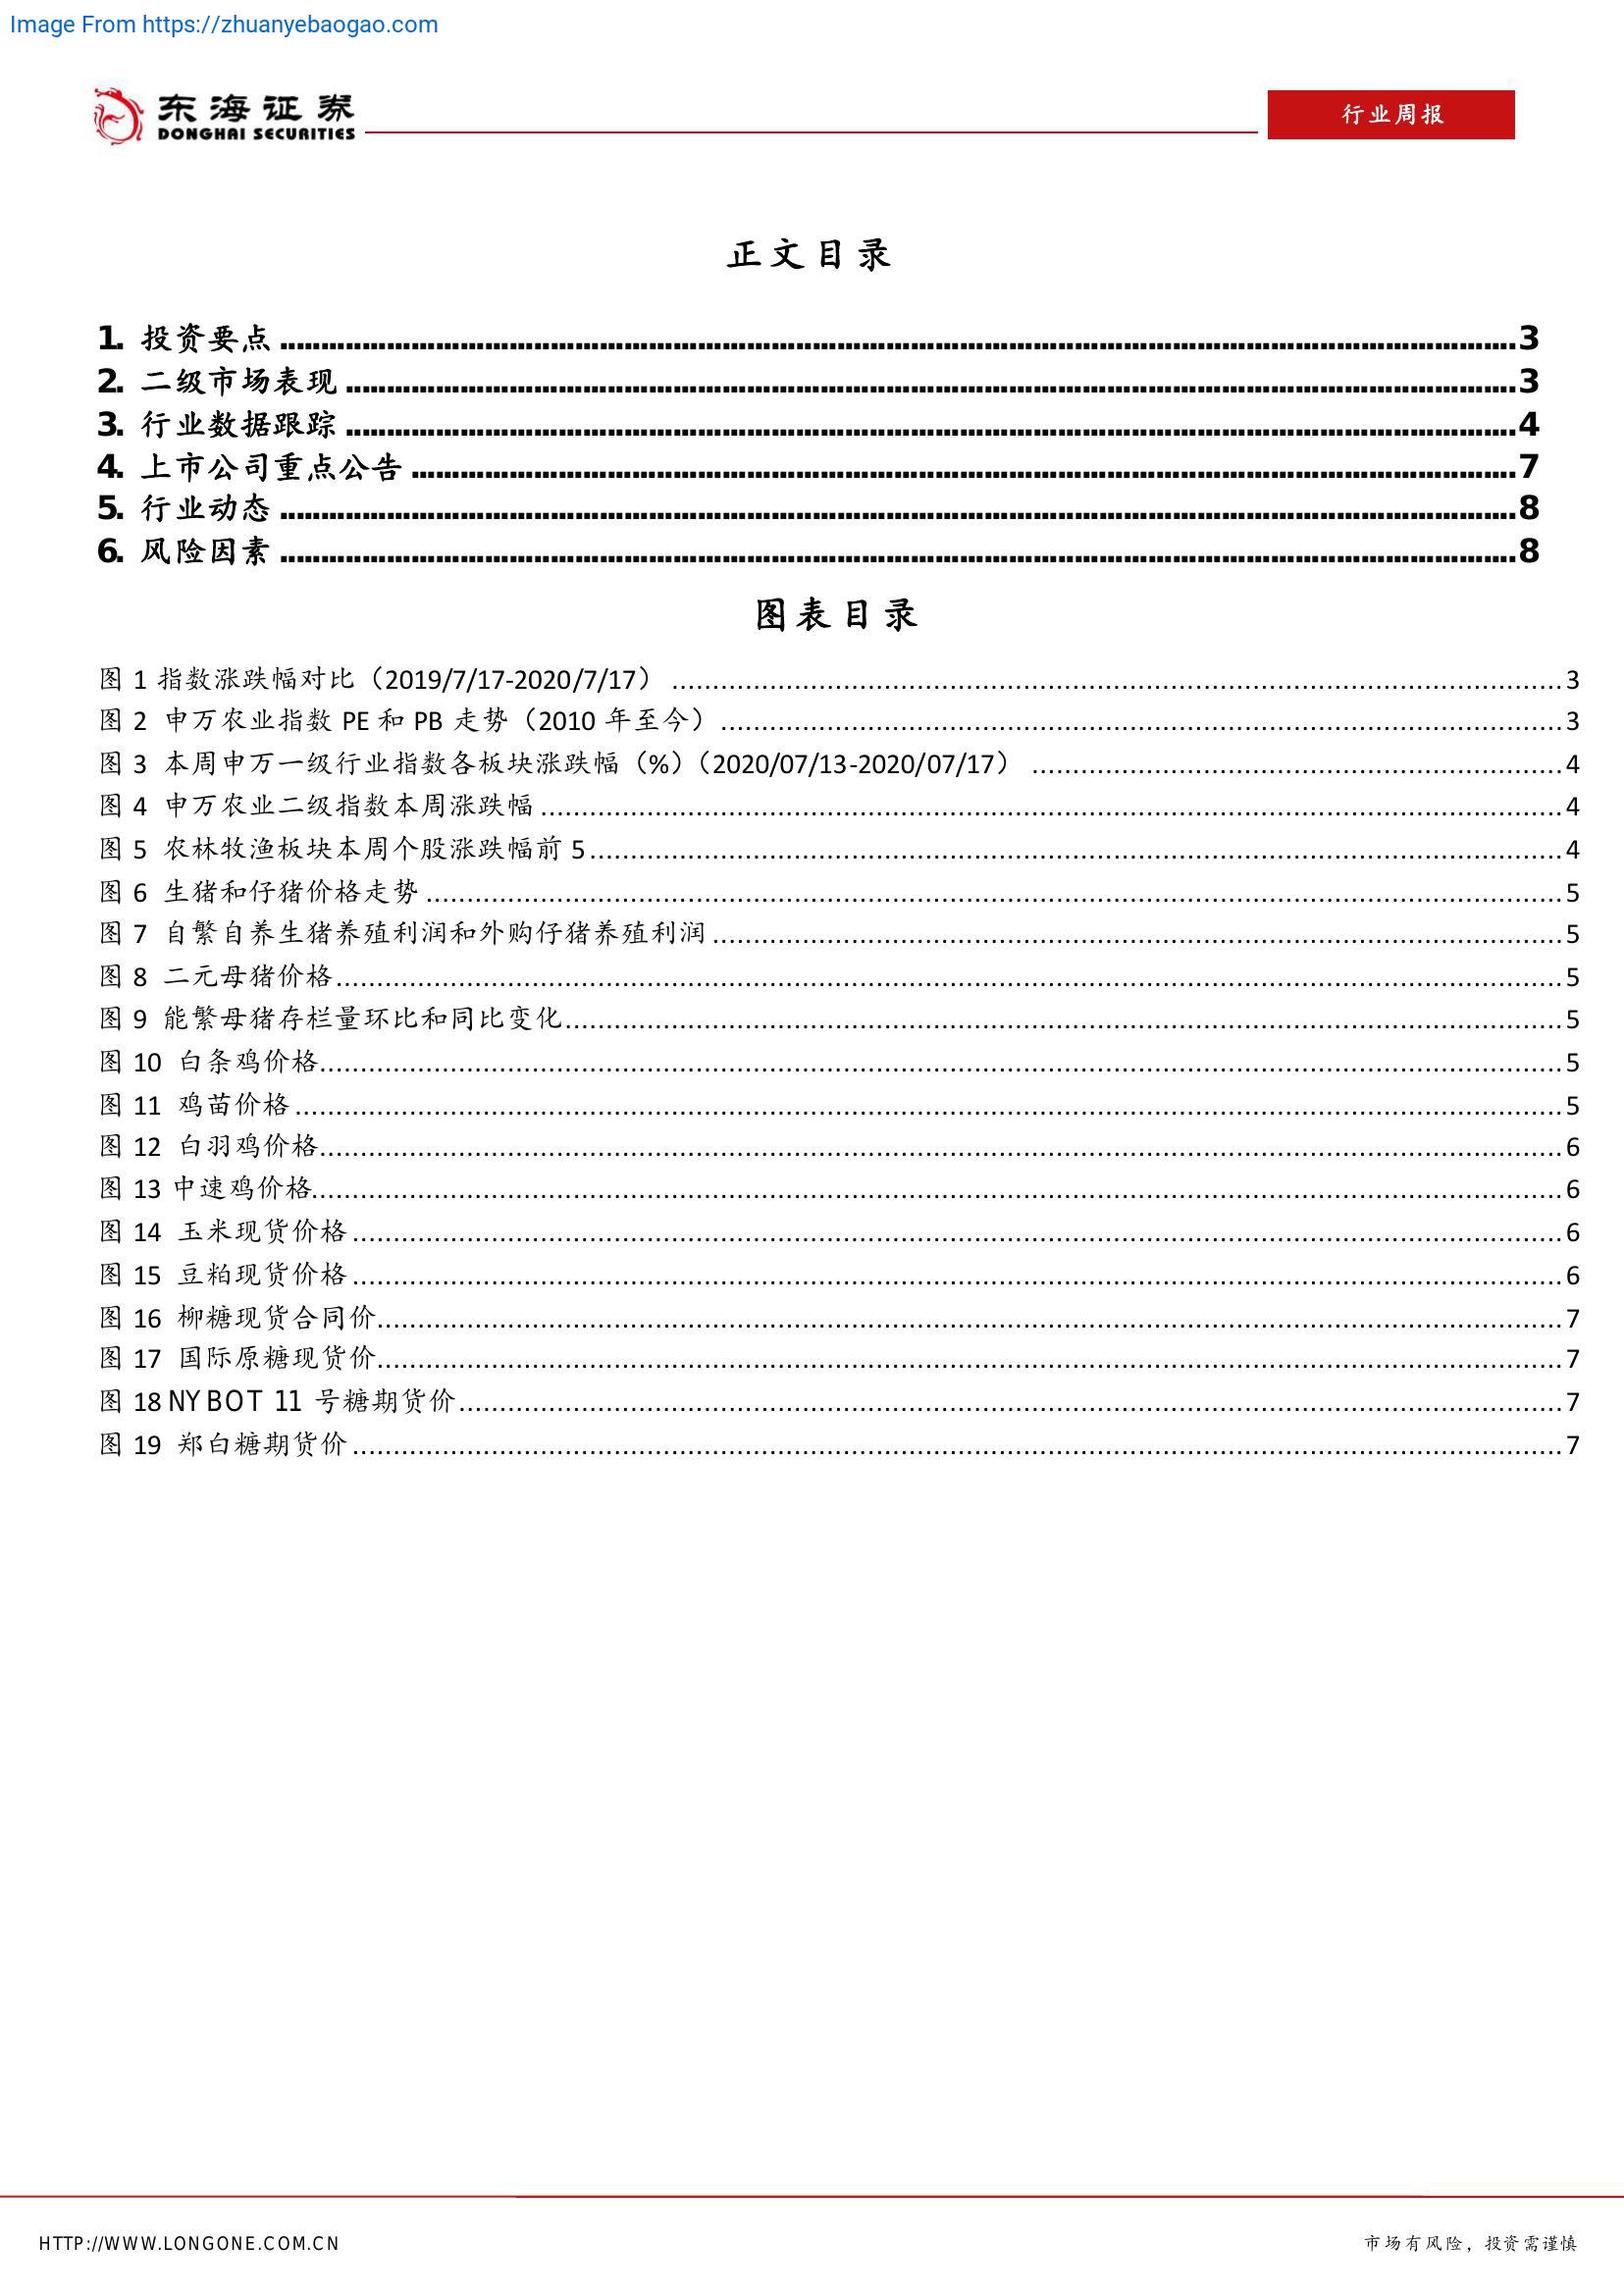 Image From https://zhuanyebaogao.com
东海证券
DONGHAI SECURITIES
行业周报
正文目录
1. 投资要点........................................3
2. 二级市场表现........................................3
3. 行业数据跟踪........................................4
4. 上市公司重点公告........................................7
5. 行业动态........................................8
6. 风险因素........................................8
图表目录
图 1 指数涨跌幅对比（2019/7/17-2020/7/17）........................................3
图 2 申万农业指数 PE 和 PB 走势（2010 年至今）........................................3
图 3 本周申万一级行业指数各板块涨跌幅（%）（2020/07/13-2020/07/17）........................................4
图 4 申万农业二级指数本周涨跌幅........................................4
图 5 农林牧渔板块本周个股涨跌幅前 5........................................4
图 6 生猪和仔猪价格走势........................................5
图 7 自繁自养生猪养殖利润和外购仔猪养殖利润........................................5
图 8 二元母猪价格........................................5
图 9 能繁母猪存栏量环比和同比变化........................................5
图 10 白条鸡价格........................................5
图 11 鸡苗价格........................................5
图 12 白羽鸡价格........................................6
图 13 中速鸡价格........................................6
图 14 玉米现货价格........................................6
图 15 豆粕现货价格........................................6
图 16 柳糖现货合同价........................................7
图 17 国际原糖现货价........................................7
图 18 NYBOT 11 号糖期货价........................................7
图 19 郑白糖期货价........................................7
HTTP://WWW.LONGONE.COM.CN
市场有风险，投资需谨慎